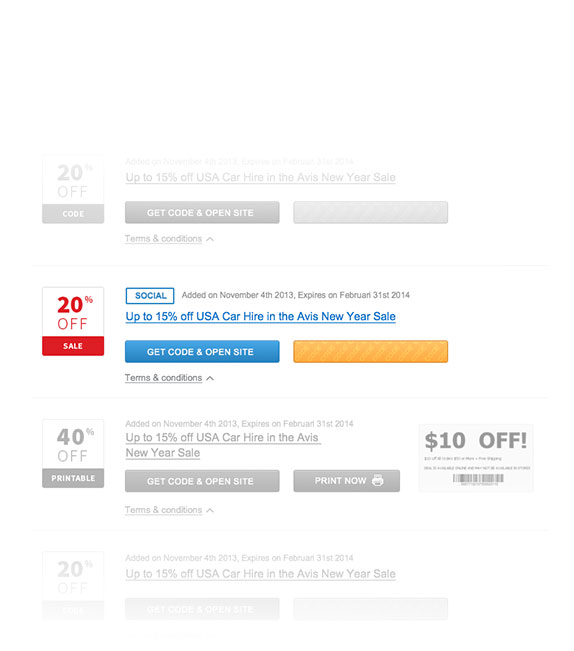 Added on November 4th 2013, Expires on Februari 31st 2014
20%
OFF
CODE
Up to 15% off USA Car Hire in the Avis New Year Sale
GET CODE & OPEN SITE
Terms & conditions
20%
OFF
SALE
SOCIAL Added on November 4th 2013, Expires on Februari 31st 2014
Up to 15% off USA Car Hire in the Avis New Year Sale
GET CODE & OPEN SITE
Terms & conditions
40%
OFF
PRINTABLE
Added on November 4th 2013, Expires on Februari 31st 2014
Up to 15% off USA Car Hire in the Avis
New Year Sale
GET CODE & OPEN SITE
PRINT NOW
Terms & conditions
$10 OFF!
20%
OFF
CODE
Added on November 4th 2013, Expires on Februari 31st 2014
Up to 15% off USA Car Hire in the Avis New Year Sale
GET CODE & OPEN SITE